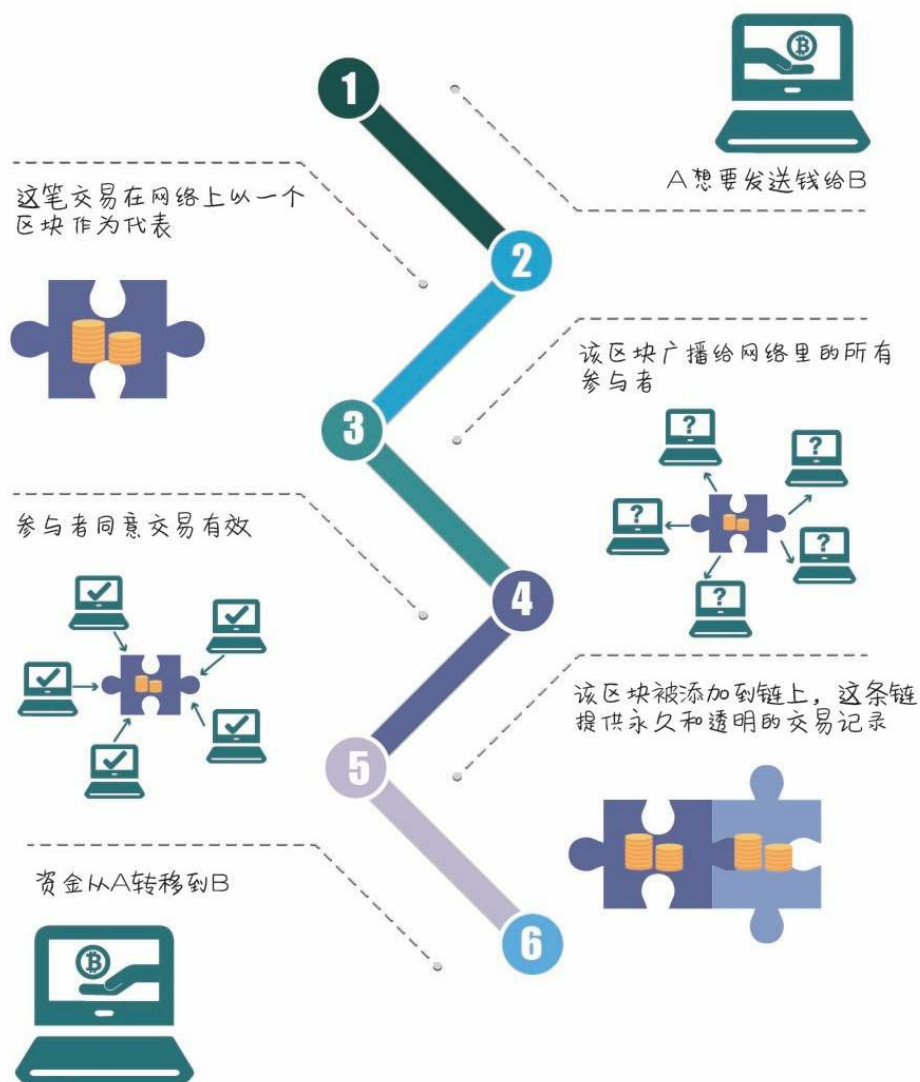 1
A想要发送钱给B
这笔交易在网络上以一个
区块作为代表
2
该区块广播给网络里的所有
参与者
? ? ? ? ?
3
参与者同意交易有效
4
该区块被添加到链上，这条链
提供永久和透明的交易记录
5
资金从A转移到B
6